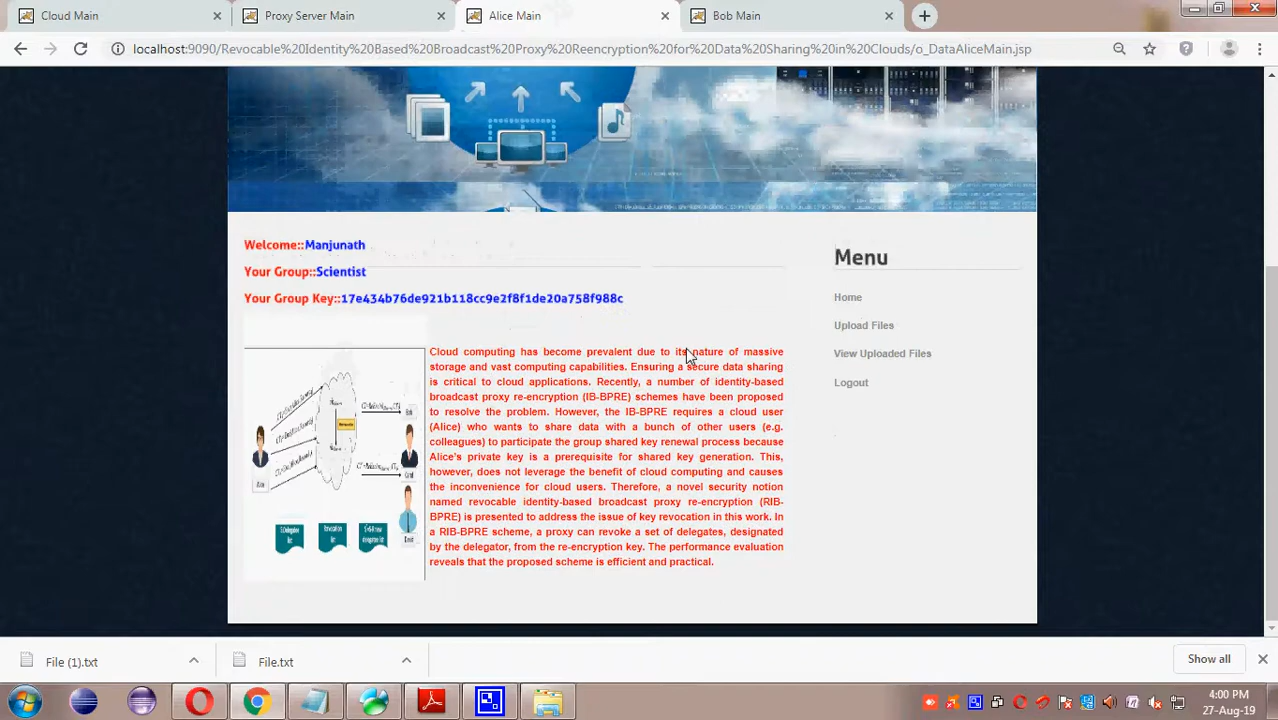 Cloud Main
Proxy Server Main
Alice Main
Bob Main
localhost:9090/Revocable%20Identity%20Based%20Broadcast%20Proxy%20Reencryption%20for%20Data%20Sharing%20in%20Clouds/o_DataAliceMain.jsp
Welcome::Manjunath
Your Group::Scientist
Your Group Key::17e434b76de921b118cc9e2f8f1de20a758f988c
Menu
Home
Upload Files
View Uploaded Files
Logout
Cloud computing has become prevalent due to its nature of massive
storage and vast computing capabilities. Ensuring a secure data sharing
is critical to cloud applications. Recently, a number of identity-based
broadcast proxy re-encryption (IB-BPRE) schemes have been proposed
to resolve the problem. However, the IB-BPRE requires a cloud user
(Alice) who wants to share data with a bunch of other users (e.g.
colleagues) to participate the group shared key renewal process because
Alice's private key is a prerequisite for shared key generation. This,
however, does not leverage the benefit of cloud computing and causes
the inconvenience for cloud users. Therefore, a novel security notion
named revocable identity-based broadcast proxy re-encryption (RIB-
BPRE) is presented to address the issue of key revocation in this work. In
a RIB-BPRE scheme, a proxy can revoke a set of delegates, designated
by the delegator, from the re-encryption key. The performance evaluation
reveals that the proposed scheme is efficient and practical.
File (1).txt
File.txt
Show all
4:00 PM
27-Aug-19